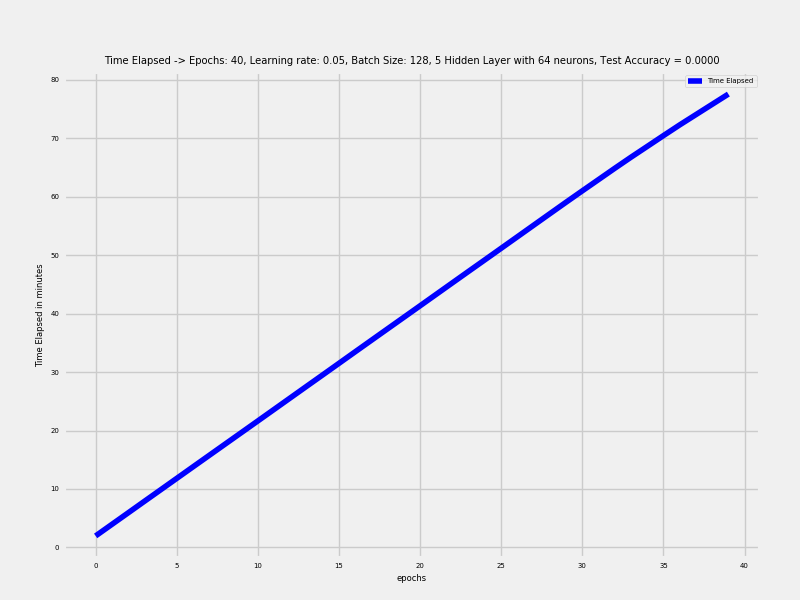 Time Elapsed -> Epochs: 40, Learning rate: 0.05, Batch Size: 128, 5 Hidden Layer with 64 neurons, Test Accuracy = 0.0000
Time Elapsed
Time Elapsed in minutes
80
70
60
50
40
30
20
10
0
0 5 10 15 20 25 30 35 40
epochs